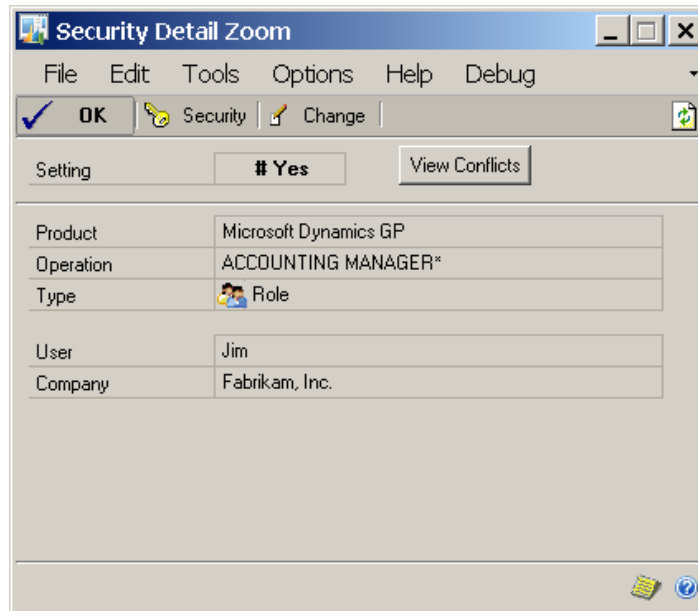 Security Detail Zoom
File Edit Tools Options Help Debug
OK Security Change
Setting # Yes View Conflicts
Product Microsoft Dynamics GP
Operation ACCOUNTING MANAGER*
Type Role
User Jim
Company Fabrikam, Inc.